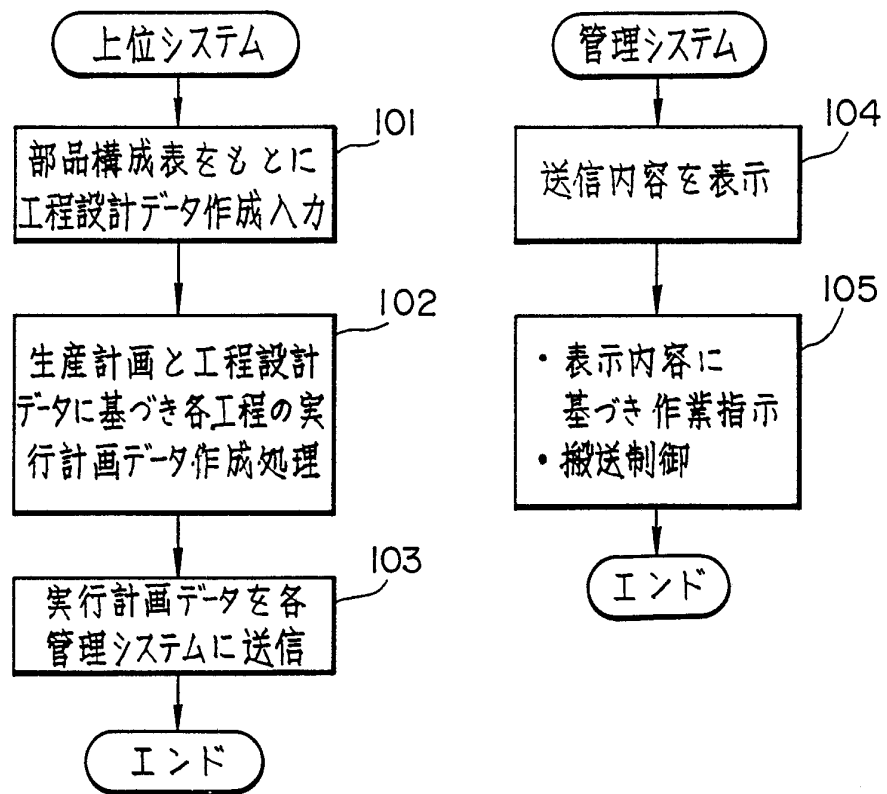 上位システム
101
部品構成表をもとに
工程設計データ作成入力
102
生産計画と工程設計
データに基づき各工程の実
行計画データ作成処理
103
実行計画データを各
管理システムに送信
エンド
管理システム
104
送信内容を表示
105
・表示内容に
基づき作業指示
・搬送制御
エンド